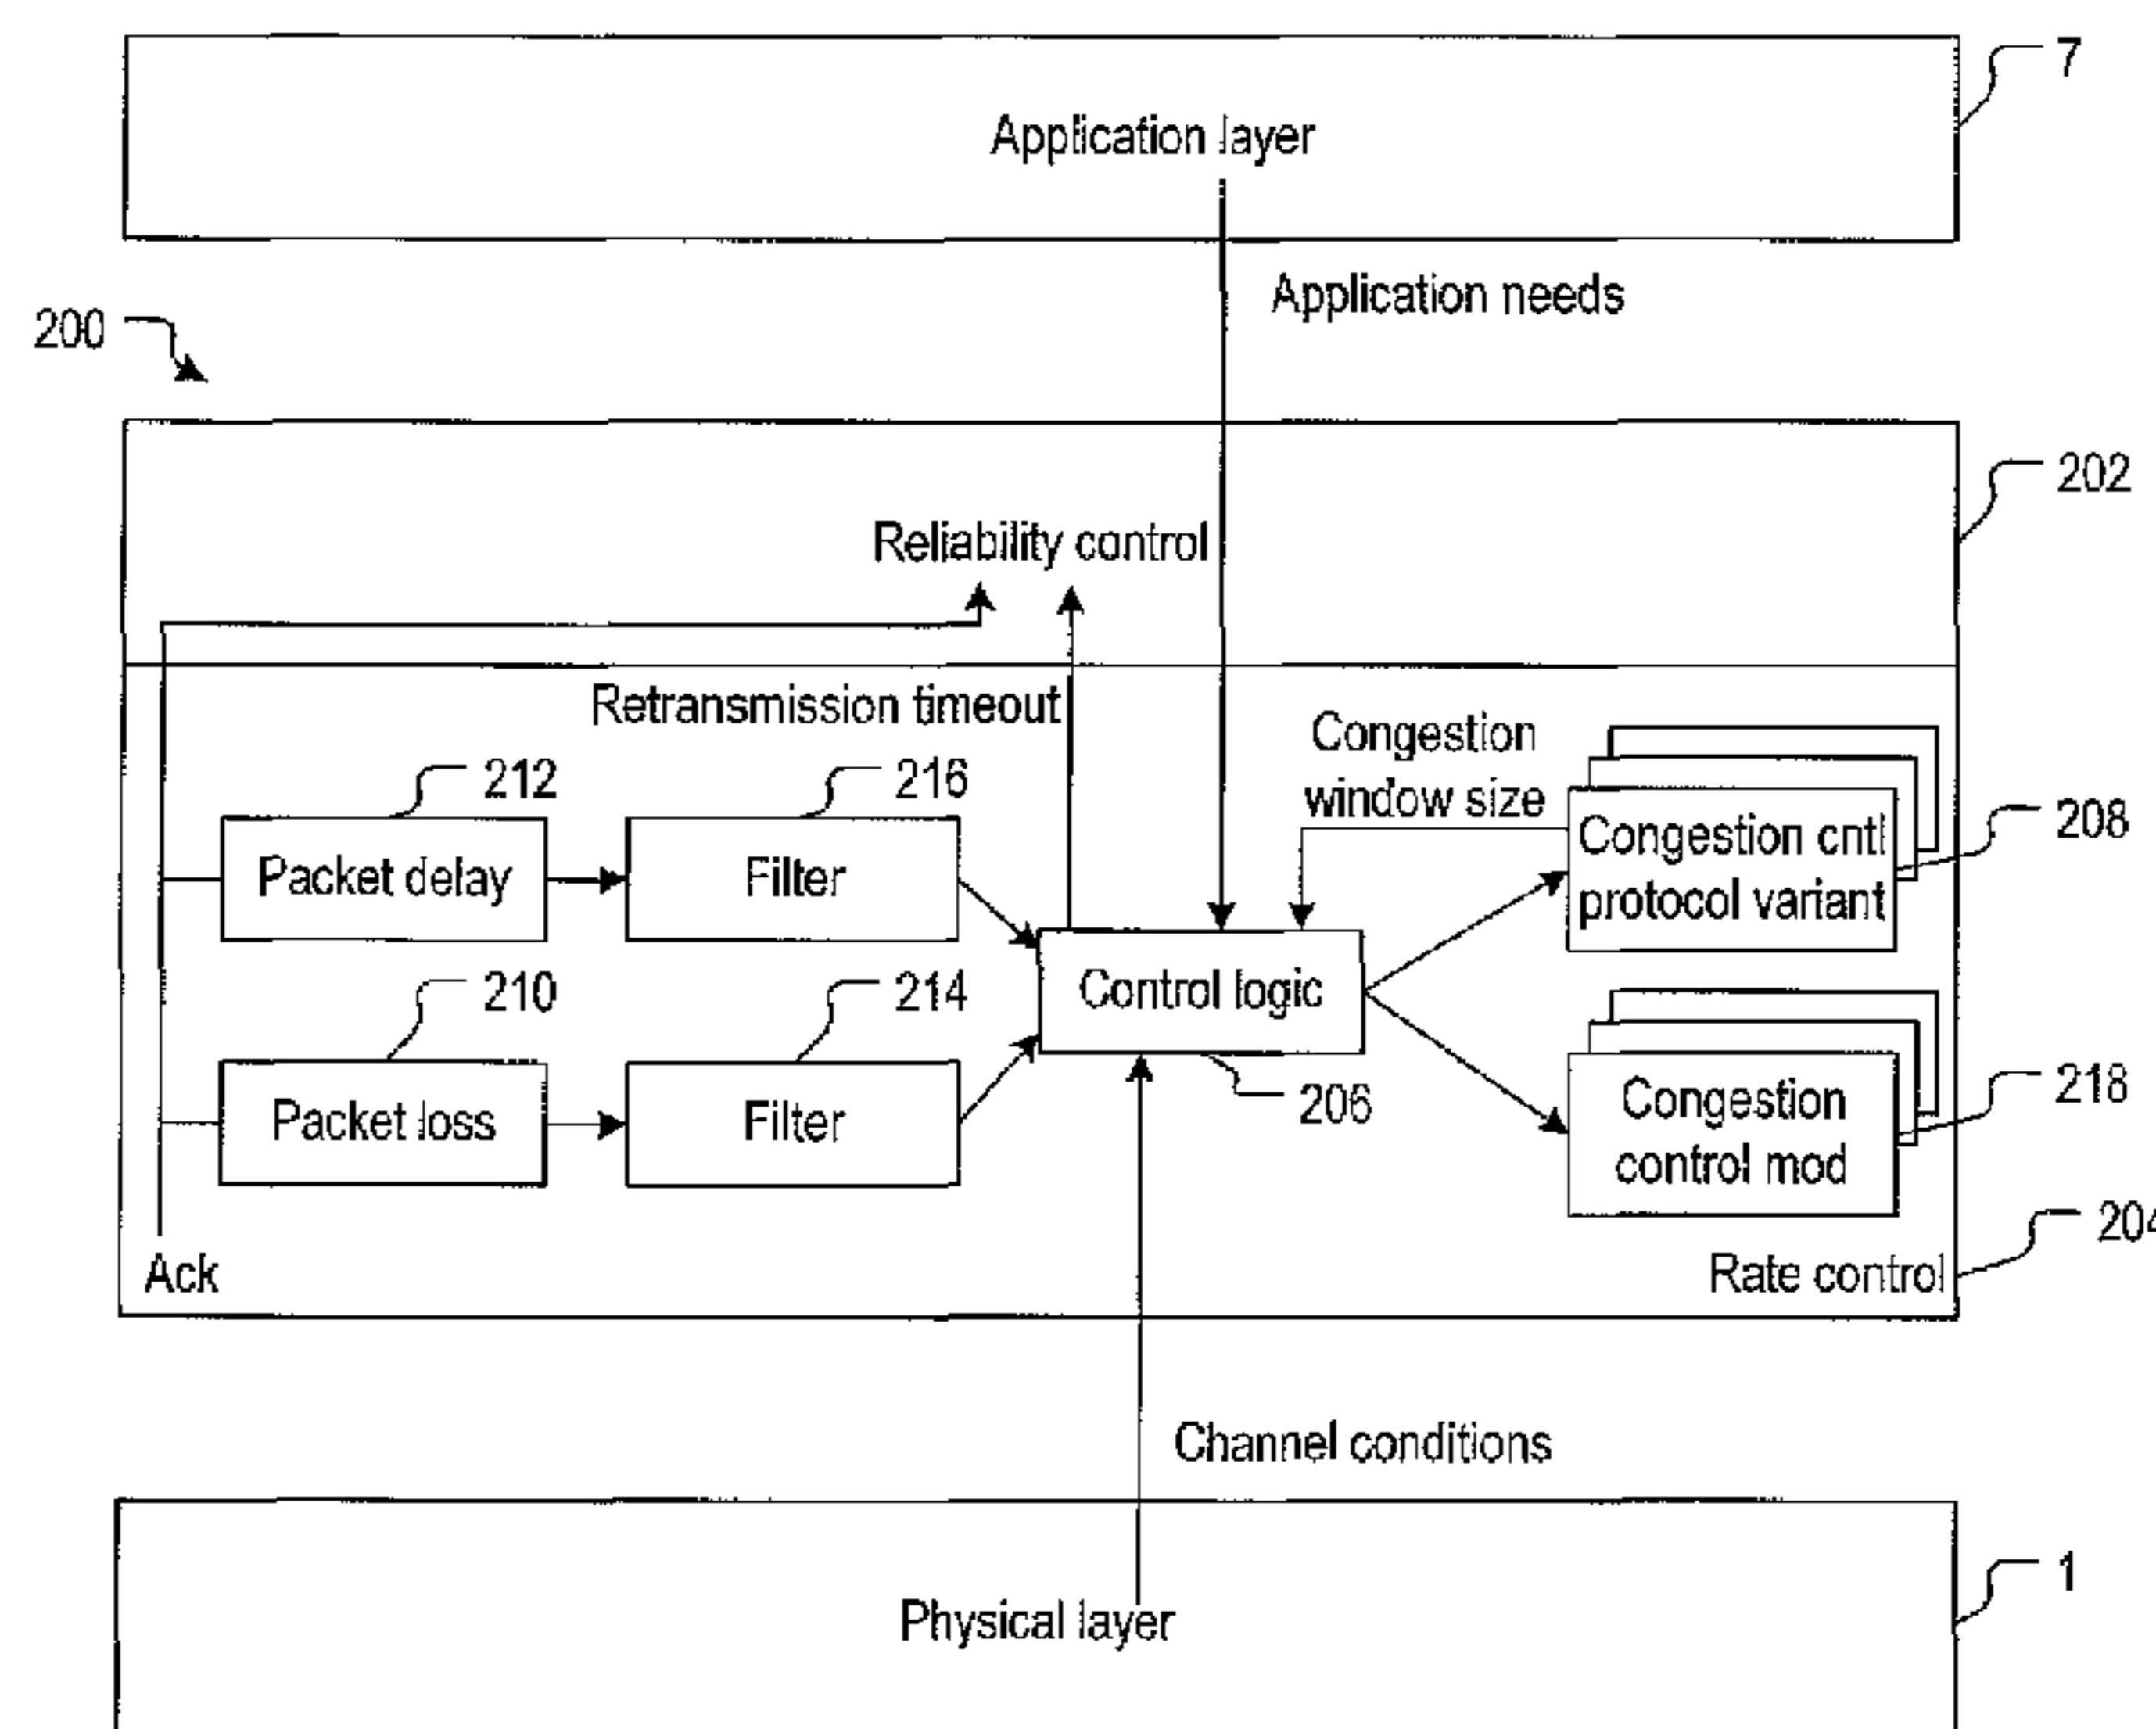 7
Application layer
Application needs
200
202
Reliability control
Retransmission timeout
Congestion
window size
212
216
208
Packet delay
Filter
Congestion cntl
protocol variant
210
214
Control logic
206
218
Packet loss
Filter
Congestion
control mod
204
Ack
Rate control
Channel conditions
1
Physical layer